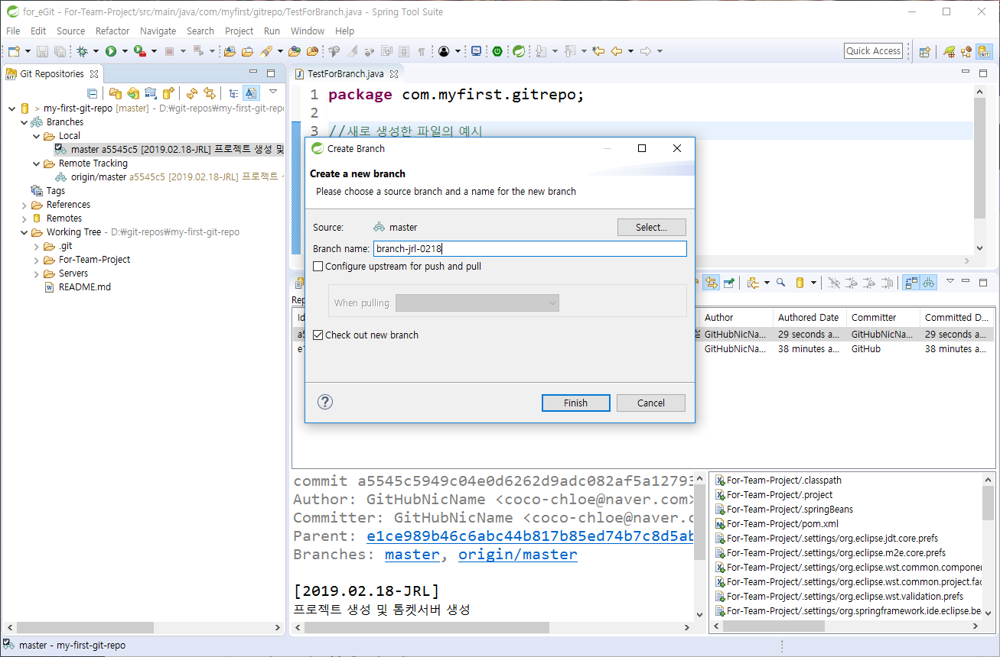 for_eGit - For-Team-Project/src/main/java/com/myfirst/gitrepo/TestForBranch.java - Spring Tool Suite
File Edit Source Refactor Navigate Search Project Run Window Help
Quick Access
GIT
Git Repositories
my-first-git-repo [master] - D:₩git-repos₩my-first-git-repo
Branches
Local
master a5545c5 [2019.02.18-JRL] 프로젝트 생성 및
Remote Tracking
origin/master a5545c5 [2019.02.18-JRL] 프로젝트
Tags
References
Remotes
Working Tree - D:₩git-repos₩my-first-git-repo
.git
For-Team-Project
Servers
README.md
TestForBranch.java
1 package com.myfirst.gitrepo;
2
3 //새로 생성한 파일의 예시
Create Branch
Create a new branch
Please choose a source branch and a name for the new branch
Source: master Select...
Branch name: branch-jrl-0218
Configure upstream for push and pull
When pulling:
Check out new branch
Finish Cancel
Author Authored Date Committer Committed D...
GitHubNicNa... 29 seconds a... GitHubNicNa... 29 seconds a...
GitHubNicNa... 38 minutes a... GitHub 38 minutes a...
commit a5545c5949c04e0d6262d9adc082af5a12793
Author: GitHubNicName <coco-chloe@naver.com>
Committer: GitHubNicName <coco-chloe@naver.c
Parent: e1ce989b46c6abc44b817b85ed74b7c8d5ab
Branches: master, origin/master
[2019.02.18-JRL]
프로젝트 생성 및 톰켓서버 생성
For-Team-Project/.classpath
For-Team-Project/.project
For-Team-Project/.springBeans
For-Team-Project/pom.xml
For-Team-Project/.settings/org.eclipse.jdt.core.prefs
For-Team-Project/.settings/org.eclipse.m2e.core.prefs
For-Team-Project/.settings/org.eclipse.wst.common.componen
For-Team-Project/.settings/org.eclipse.wst.common.project.fac
For-Team-Project/.settings/org.eclipse.wst.validation.prefs
For-Team-Project/.settings/org.springframework.ide.eclipse.be
master - my-first-git-repo